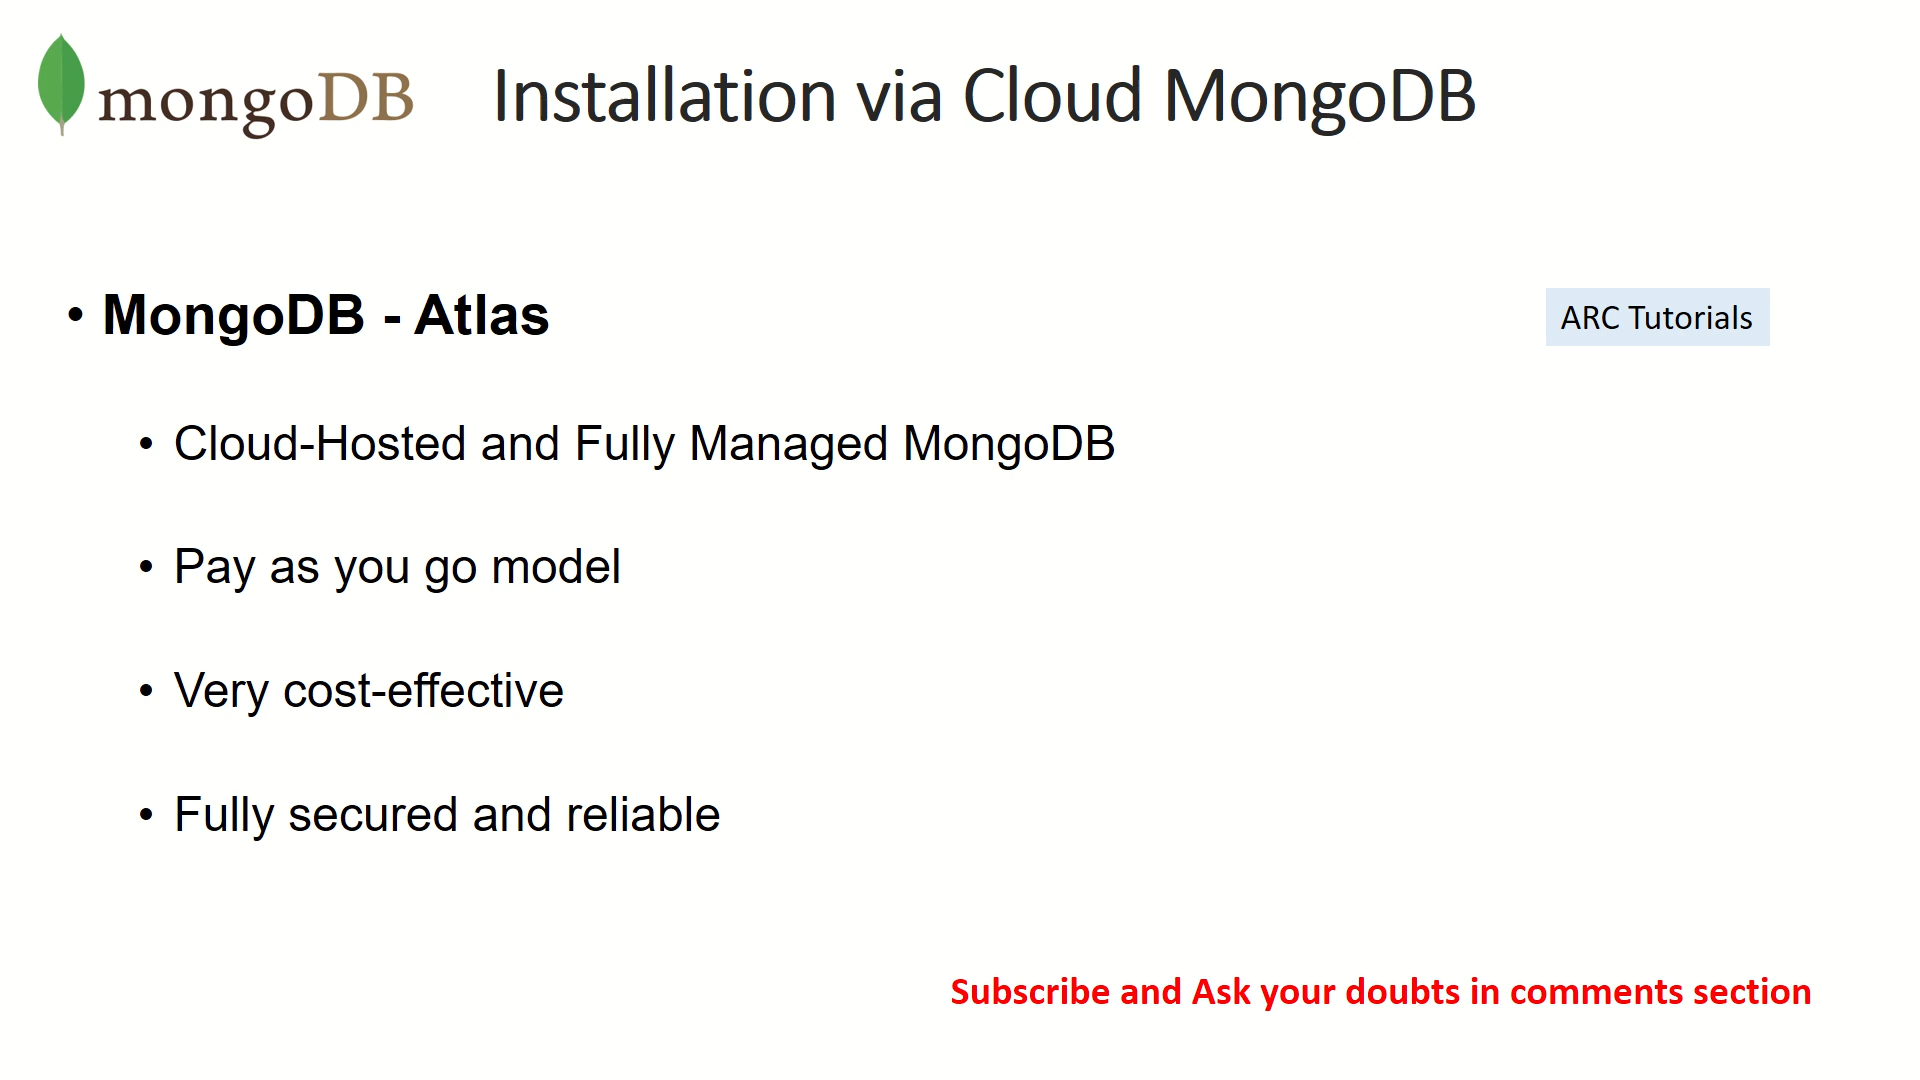 mongoDB
Installation via Cloud MongoDB
• MongoDB - Atlas
ARC Tutorials
• Cloud-Hosted and Fully Managed MongoDB
• Pay as you go model
• Very cost-effective
• Fully secured and reliable
Subscribe and Ask your doubts in comments section